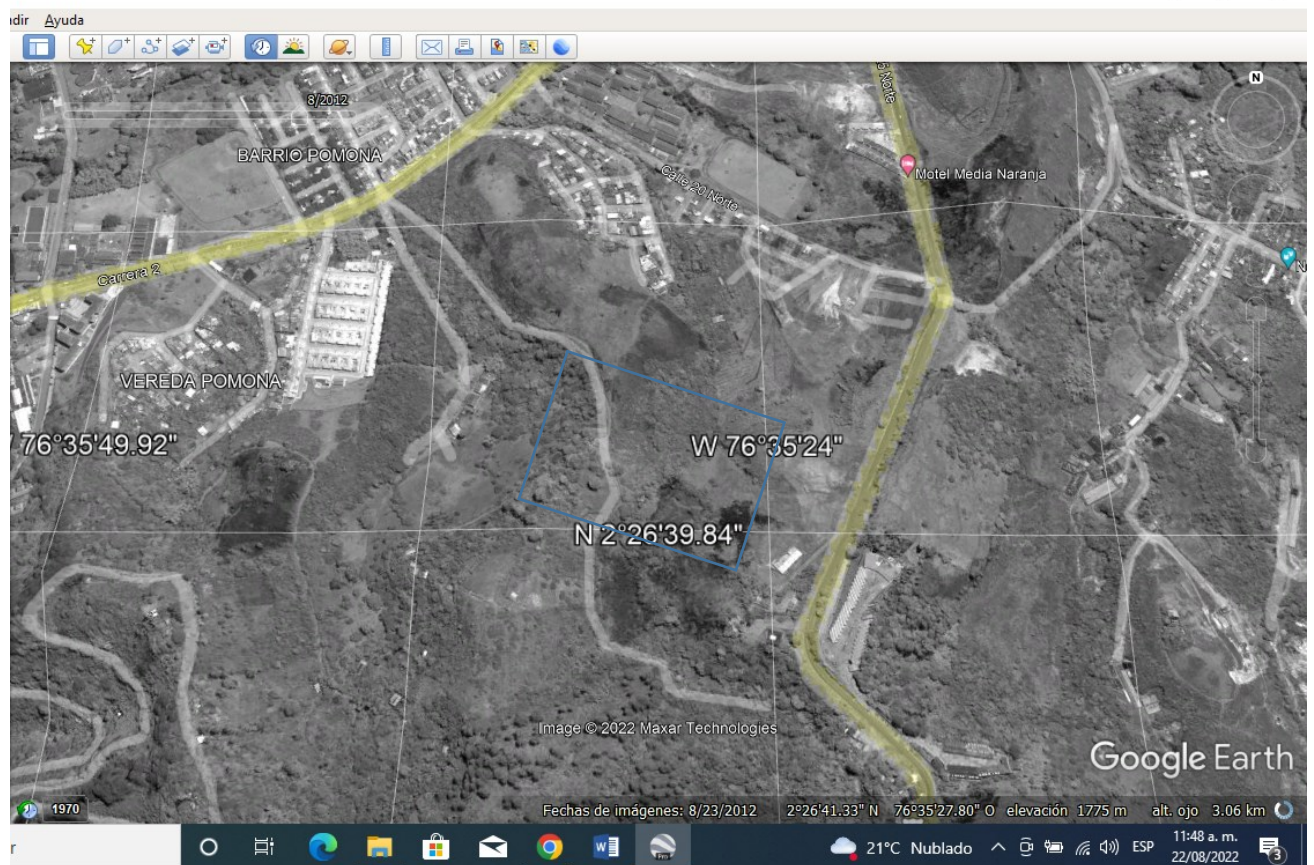 Ayuda
8/2012
BARRIO POMONA
Calle 20 Norte
Norte
Motel Media Naranja
Carrera 2
VEREDA POMONA
76°35'49.92"
W 76°35'24"
N 2°26'39.84"
Image © 2022 Maxar Technologies
Google Earth
1970
Fechas de imágenes: 8/23/2012 2°26'41.33" N 76°35'27.80" O elevación 1775 m alt. ojo 3.06 km
21°C Nublado ESP 11:48 a. m.
22/08/2022
3
N